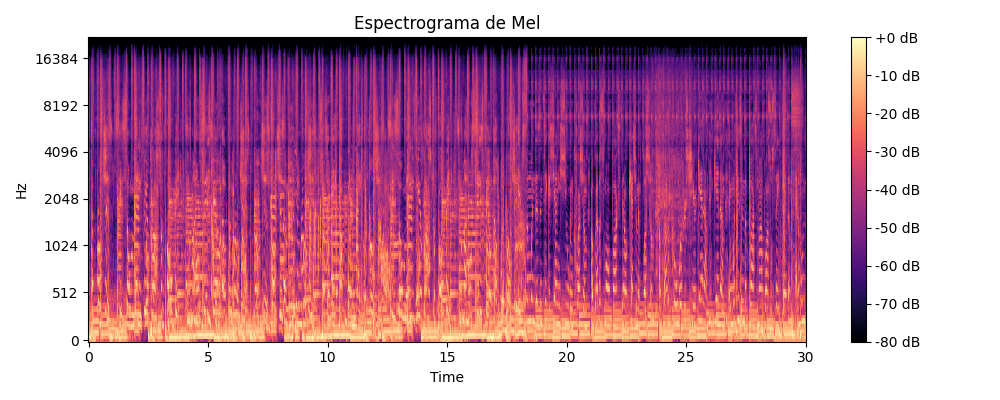 Espectrograma de Mel
Hz
16384
8192
4096
2048
1024
512
0
0 5 10 15 20 25 30
Time
+0 dB
-10 dB
-20 dB
-30 dB
-40 dB
-50 dB
-60 dB
-70 dB
-80 dB